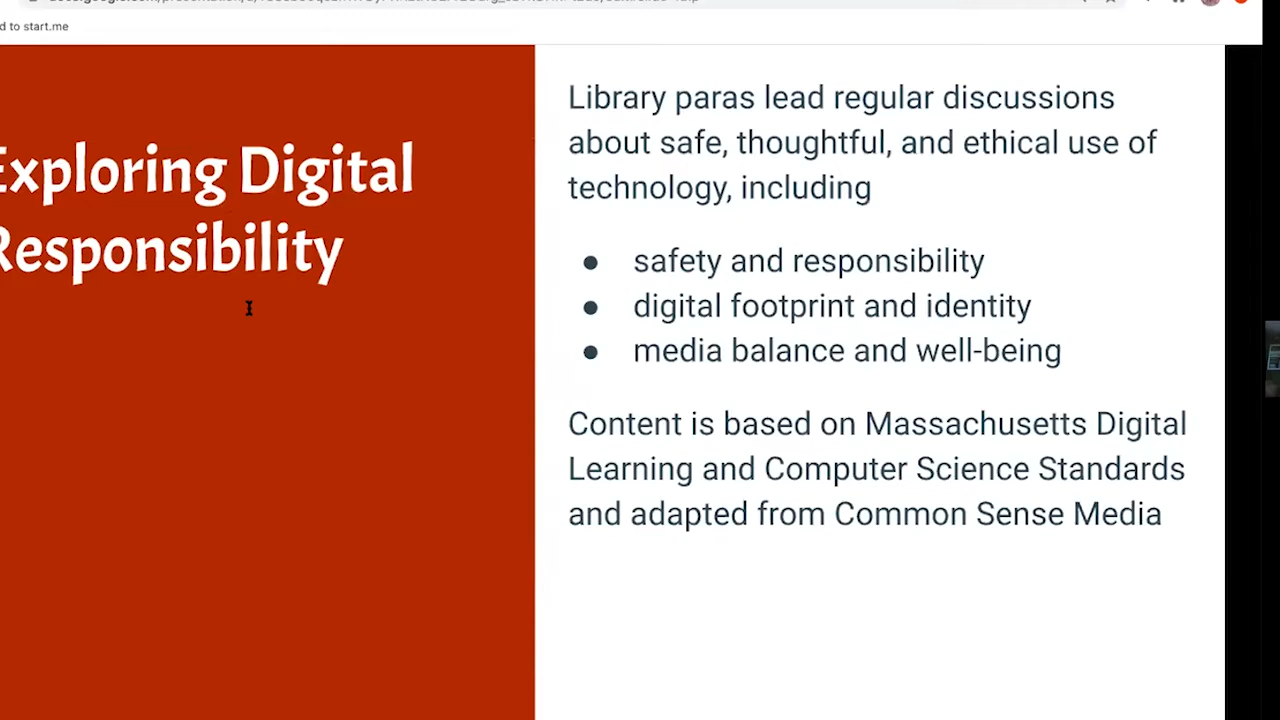 d to start.me
Exploring Digital
Responsibility
Library paras lead regular discussions
about safe, thoughtful, and ethical use of
technology, including
● safety and responsibility
● digital footprint and identity
● media balance and well-being
Content is based on Massachusetts Digital
Learning and Computer Science Standards
and adapted from Common Sense Media